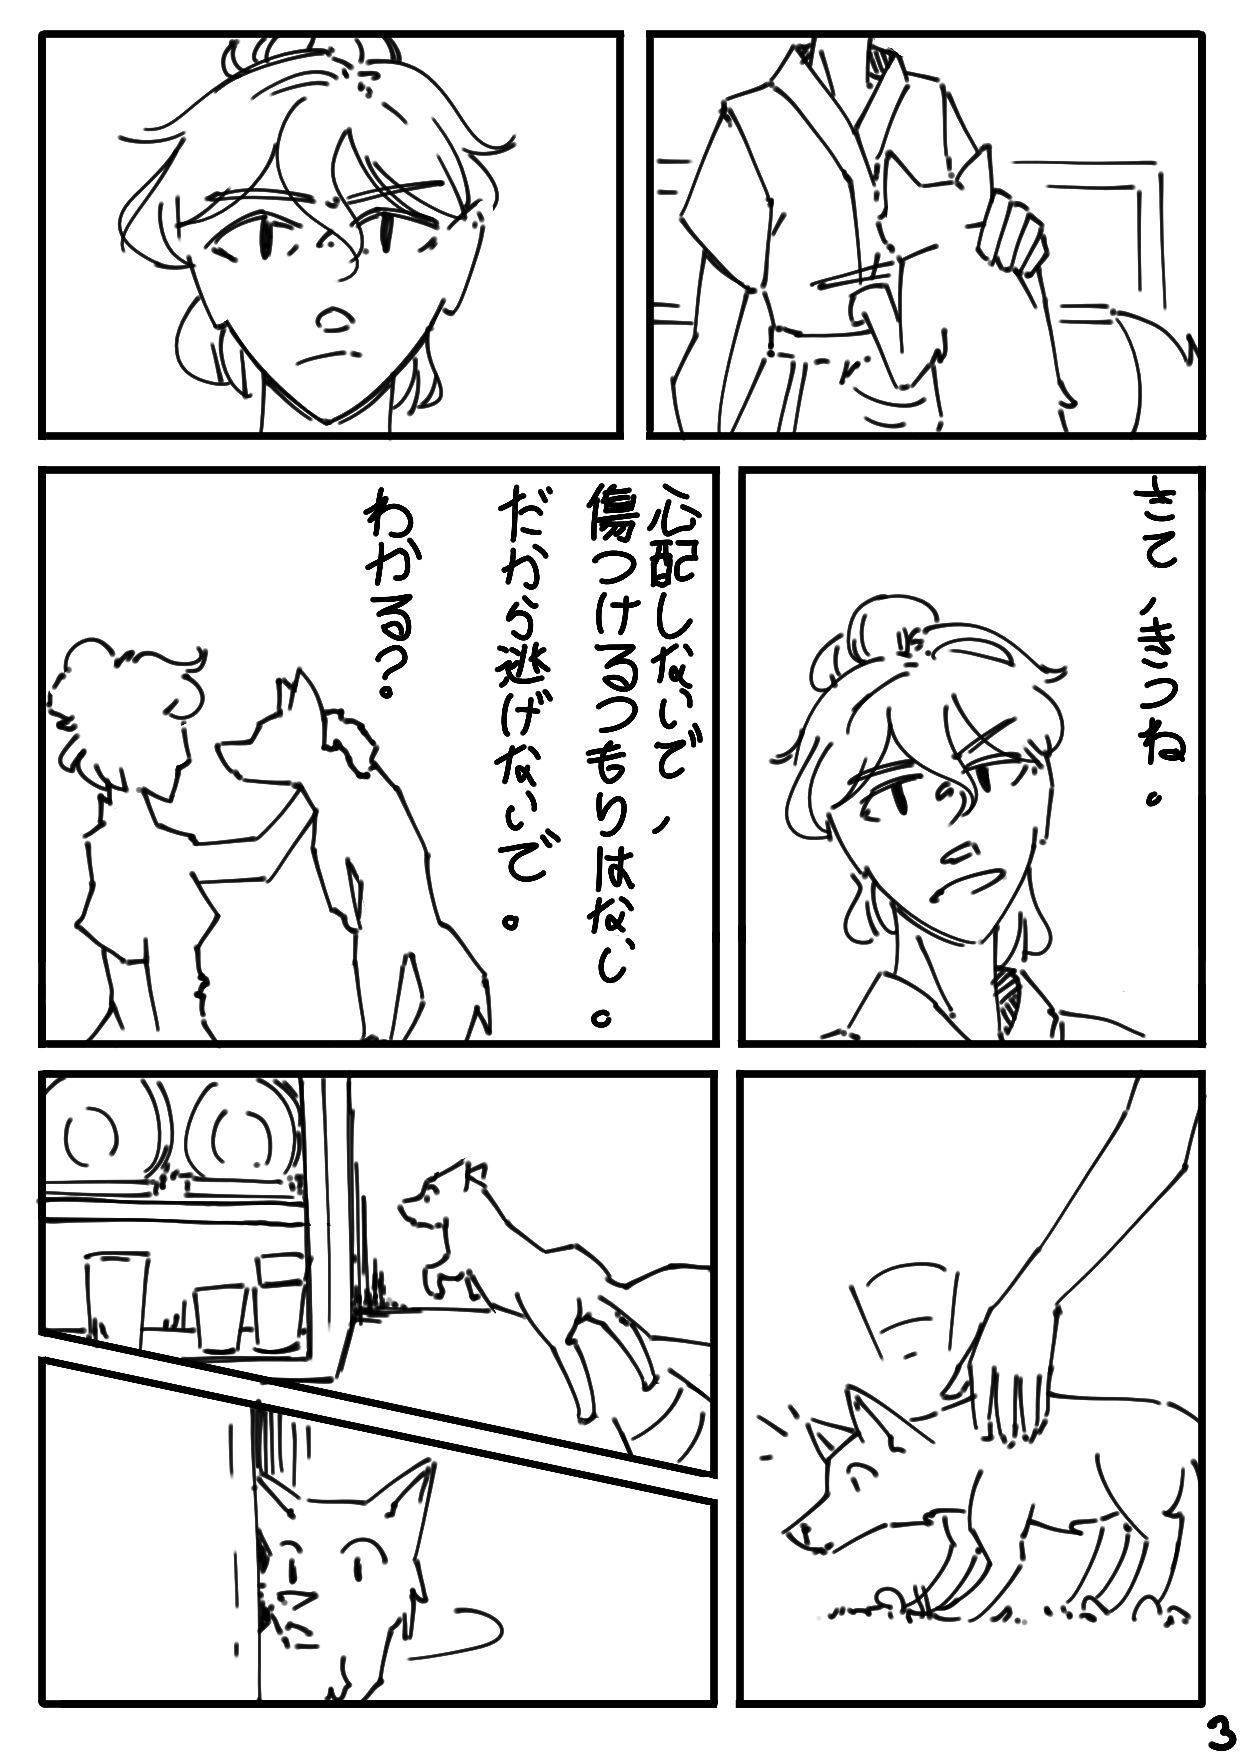 さて、きつね。
心配しないで、
傷つけるつもりはない。
だから逃げないで。
わかる?
3